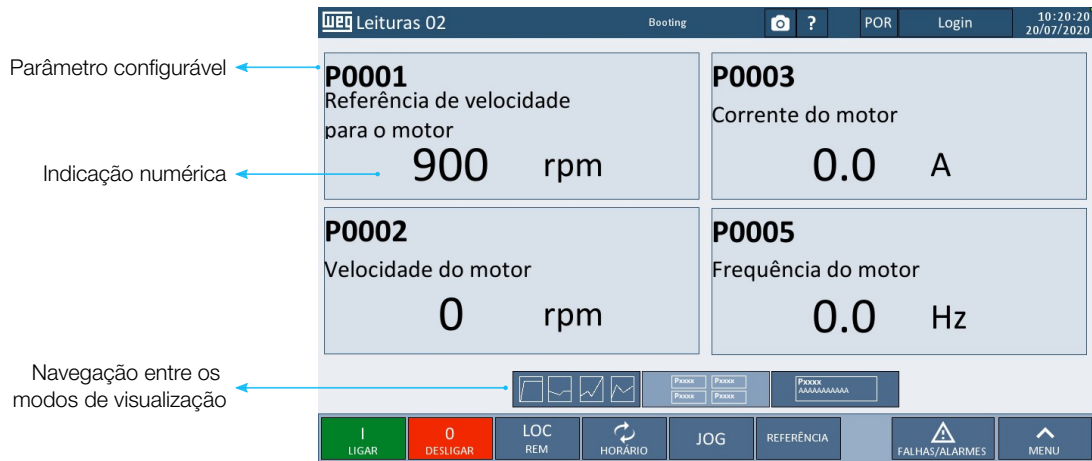 WEG Leituras 02
Booting
?
POR
Login
10:20:20
20/07/2020
Parâmetro configurável
P0001
Referência de velocidade
para o motor
900 rpm
Indicação numérica
P0003
Corrente do motor
0.0 A
P0002
Velocidade do motor
0 rpm
P0005
Frequência do motor
0.0 Hz
Navegação entre os
modos de visualização
Pxxxx Pxxxx
Pxxxx Pxxxx
Pxxxx
AAAAAAAAAAA
I
LIGAR
0
DESLIGAR
LOC
REM
HORÁRIO
JOG
REFERÊNCIA
FALHAS/ALARMES
MENU